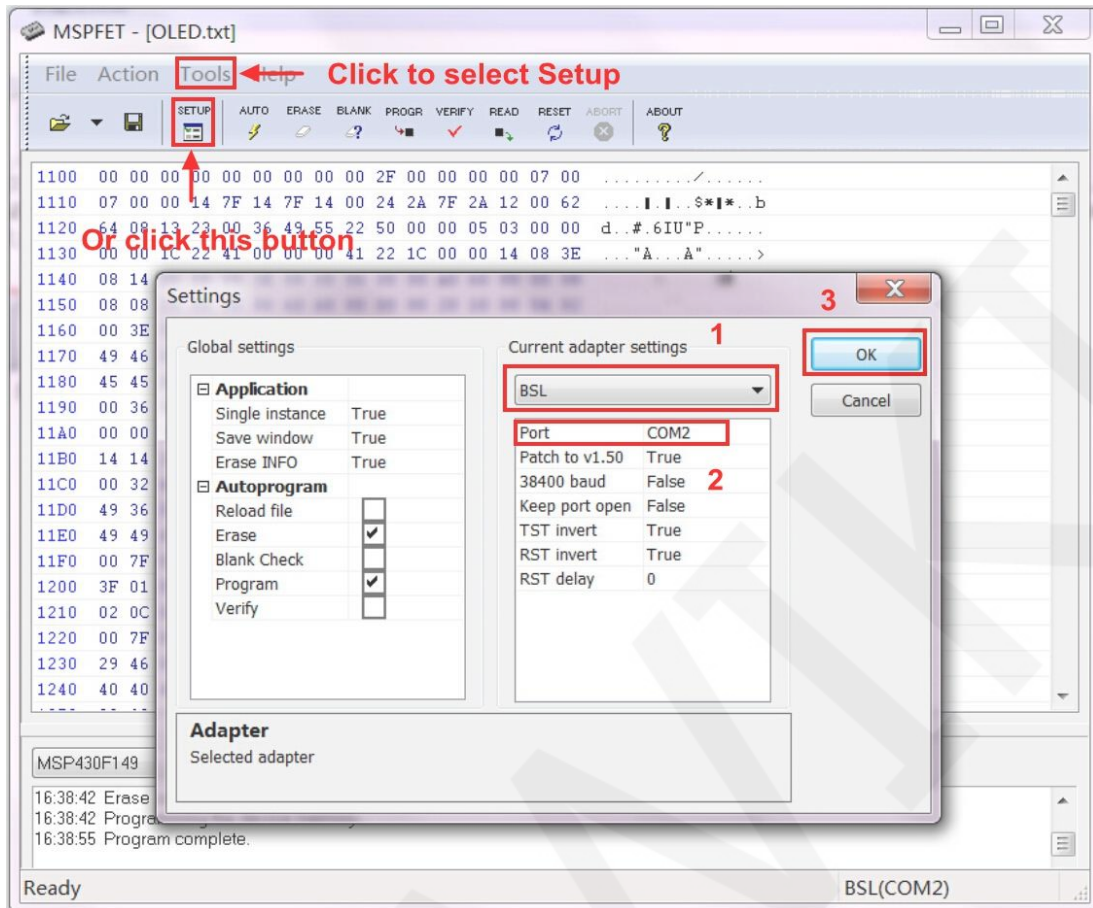 MSPFET - [OLED.txt]
File Action Tools Help Click to select Setup
SETUP AUTO ERASE BLANK PROGR VERIFY READ RESET ABORT ABOUT
1100 00 00 00 00 00 00 00 00 00 2F 00 00 00 00 07 00 ........./......
1110 07 00 00 14 7F 14 7F 14 00 24 2A 7F 2A 12 00 62 ....▌.▌..$*▌*..b
1120 64 08 13 23 00 36 49 55 22 50 00 00 05 03 00 00 d..#.6IU"P......
Or click this button
1130 00 00 1C 22 41 00 00 00 41 22 1C 00 00 14 08 3E ..."A...A".....>
1140 08 14
1150 08 08
1160 00 3E
1170 49 46
1180 45 45
1190 00 36
11A0 00 00
11B0 14 14
11C0 00 32
11D0 49 36
11E0 49 49
11F0 00 7F
1200 3F 01
1210 02 0C
1220 00 7F
1230 29 46
1240 40 40
Settings
3
Global settings
Application
Single instance True
Save window True
Erase INFO True
Autoprogram
Reload file
Erase
Blank Check
Program
Verify
Current adapter settings 1
BSL
Port COM2
Patch to v1.50 True
38400 baud False 2
Keep port open False
TST invert True
RST invert True
RST delay 0
OK
Cancel
Adapter
Selected adapter
MSP430F149
16:38:42 Erase
16:38:42 Progra
16:38:55 Program complete.
Ready BSL(COM2)